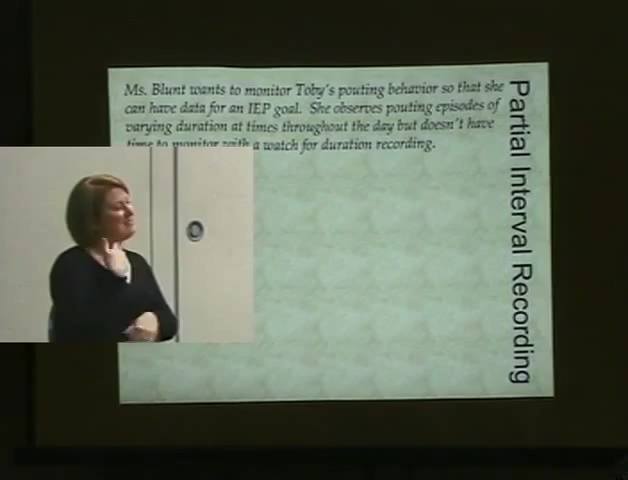 Ms. Blunt wants to monitor Toby's pouting behavior so that she
can have data for an IEP goal. She observes pouting episodes of
varying duration at times throughout the day but doesn't have
time to monitor with a watch for duration recording.
Partial Interval Recording